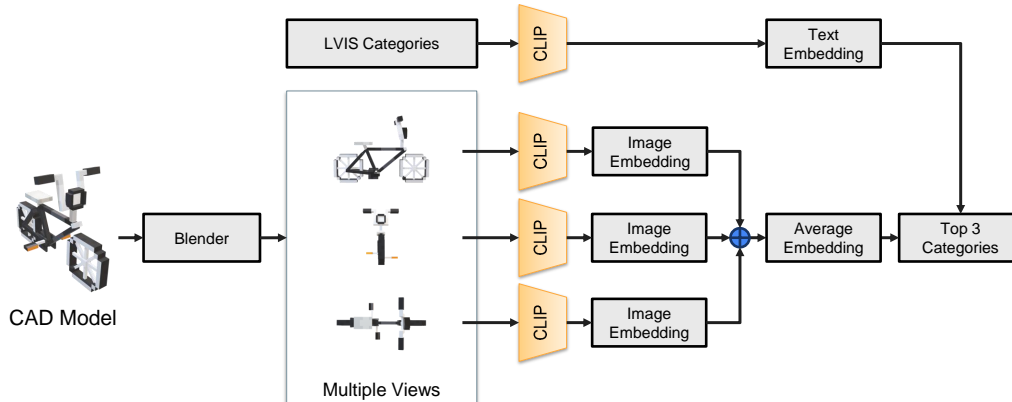 LVIS Categories
CLIP
Text
Embedding
CLIP
Image
Embedding
CAD Model
Blender
CLIP
Image
Embedding
Average
Embedding
Top 3
Categories
CLIP
Image
Embedding
Multiple Views